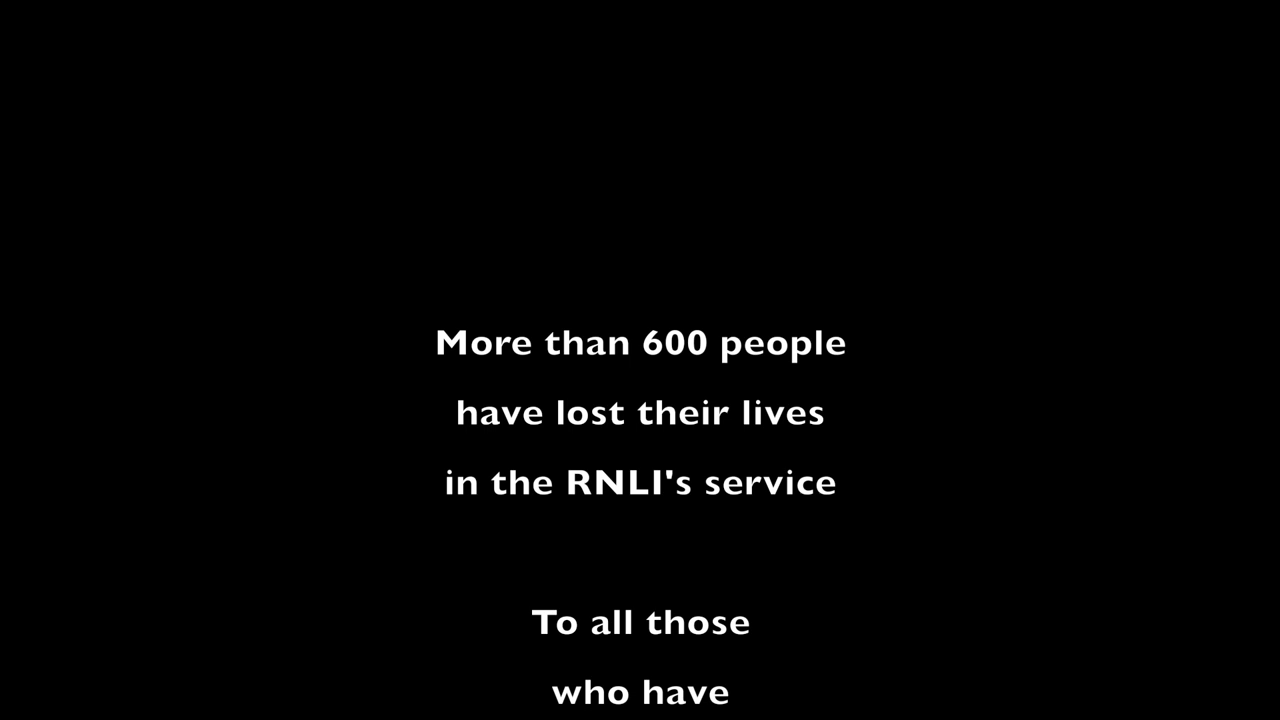 More than 600 people
have lost their lives
in the RNLI's service
To all those
who have